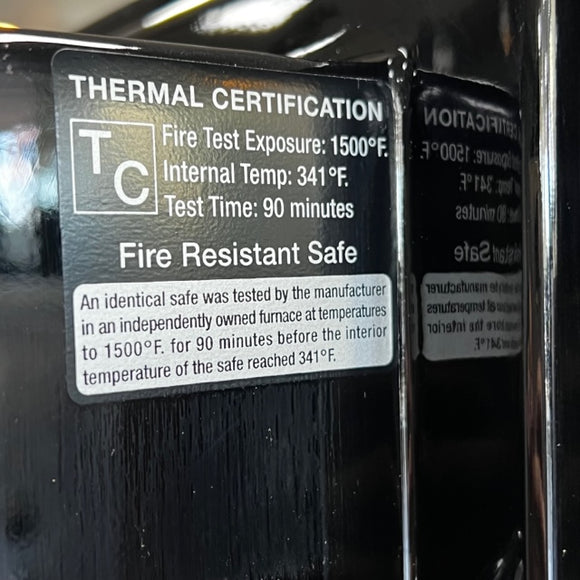 THERMAL CERTIFICATION
TC
Fire Test Exposure: 1500°F.
Internal Temp: 341°F.
Test Time: 90 minutes
Fire Resistant Safe
An identical safe was tested by the manufacturer
in an independently owned furnace at temperatures
to 1500°F. for 90 minutes before the interior
temperature of the safe reached 341°F.